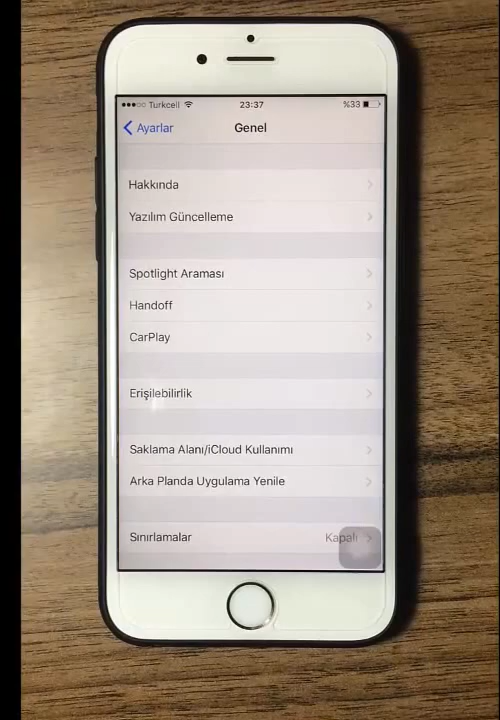 Turkcell 23:37 %33
Ayarlar Genel
Hakkında
Yazılım Güncelleme
Spotlight Araması
Handoff
CarPlay
Erişilebilirlik
Saklama Alanı/iCloud Kullanımı
Arka Planda Uygulama Yenile
Sınırlamalar Kapalı